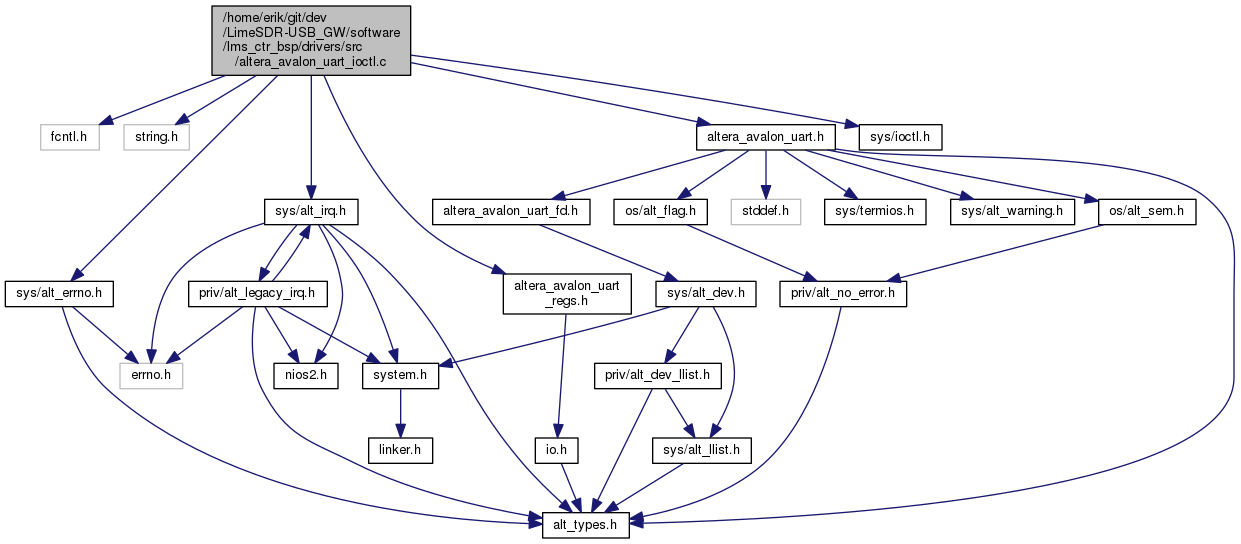 /home/erik/git/dev
/LimeSDR-USB_GW/software
/lms_ctr_bsp/drivers/src
/altera_avalon_uart_ioctl.c
fcntl.h
string.h
altera_avalon_uart.h
sys/ioctl.h
sys/alt_irq.h
altera_avalon_uart_fd.h
os/alt_flag.h
stddef.h
sys/termios.h
sys/alt_warning.h
os/alt_sem.h
sys/alt_errno.h
priv/alt_legacy_irq.h
altera_avalon_uart
_regs.h
sys/alt_dev.h
priv/alt_no_error.h
errno.h
nios2.h
system.h
priv/alt_dev_llist.h
linker.h
io.h
sys/alt_llist.h
alt_types.h